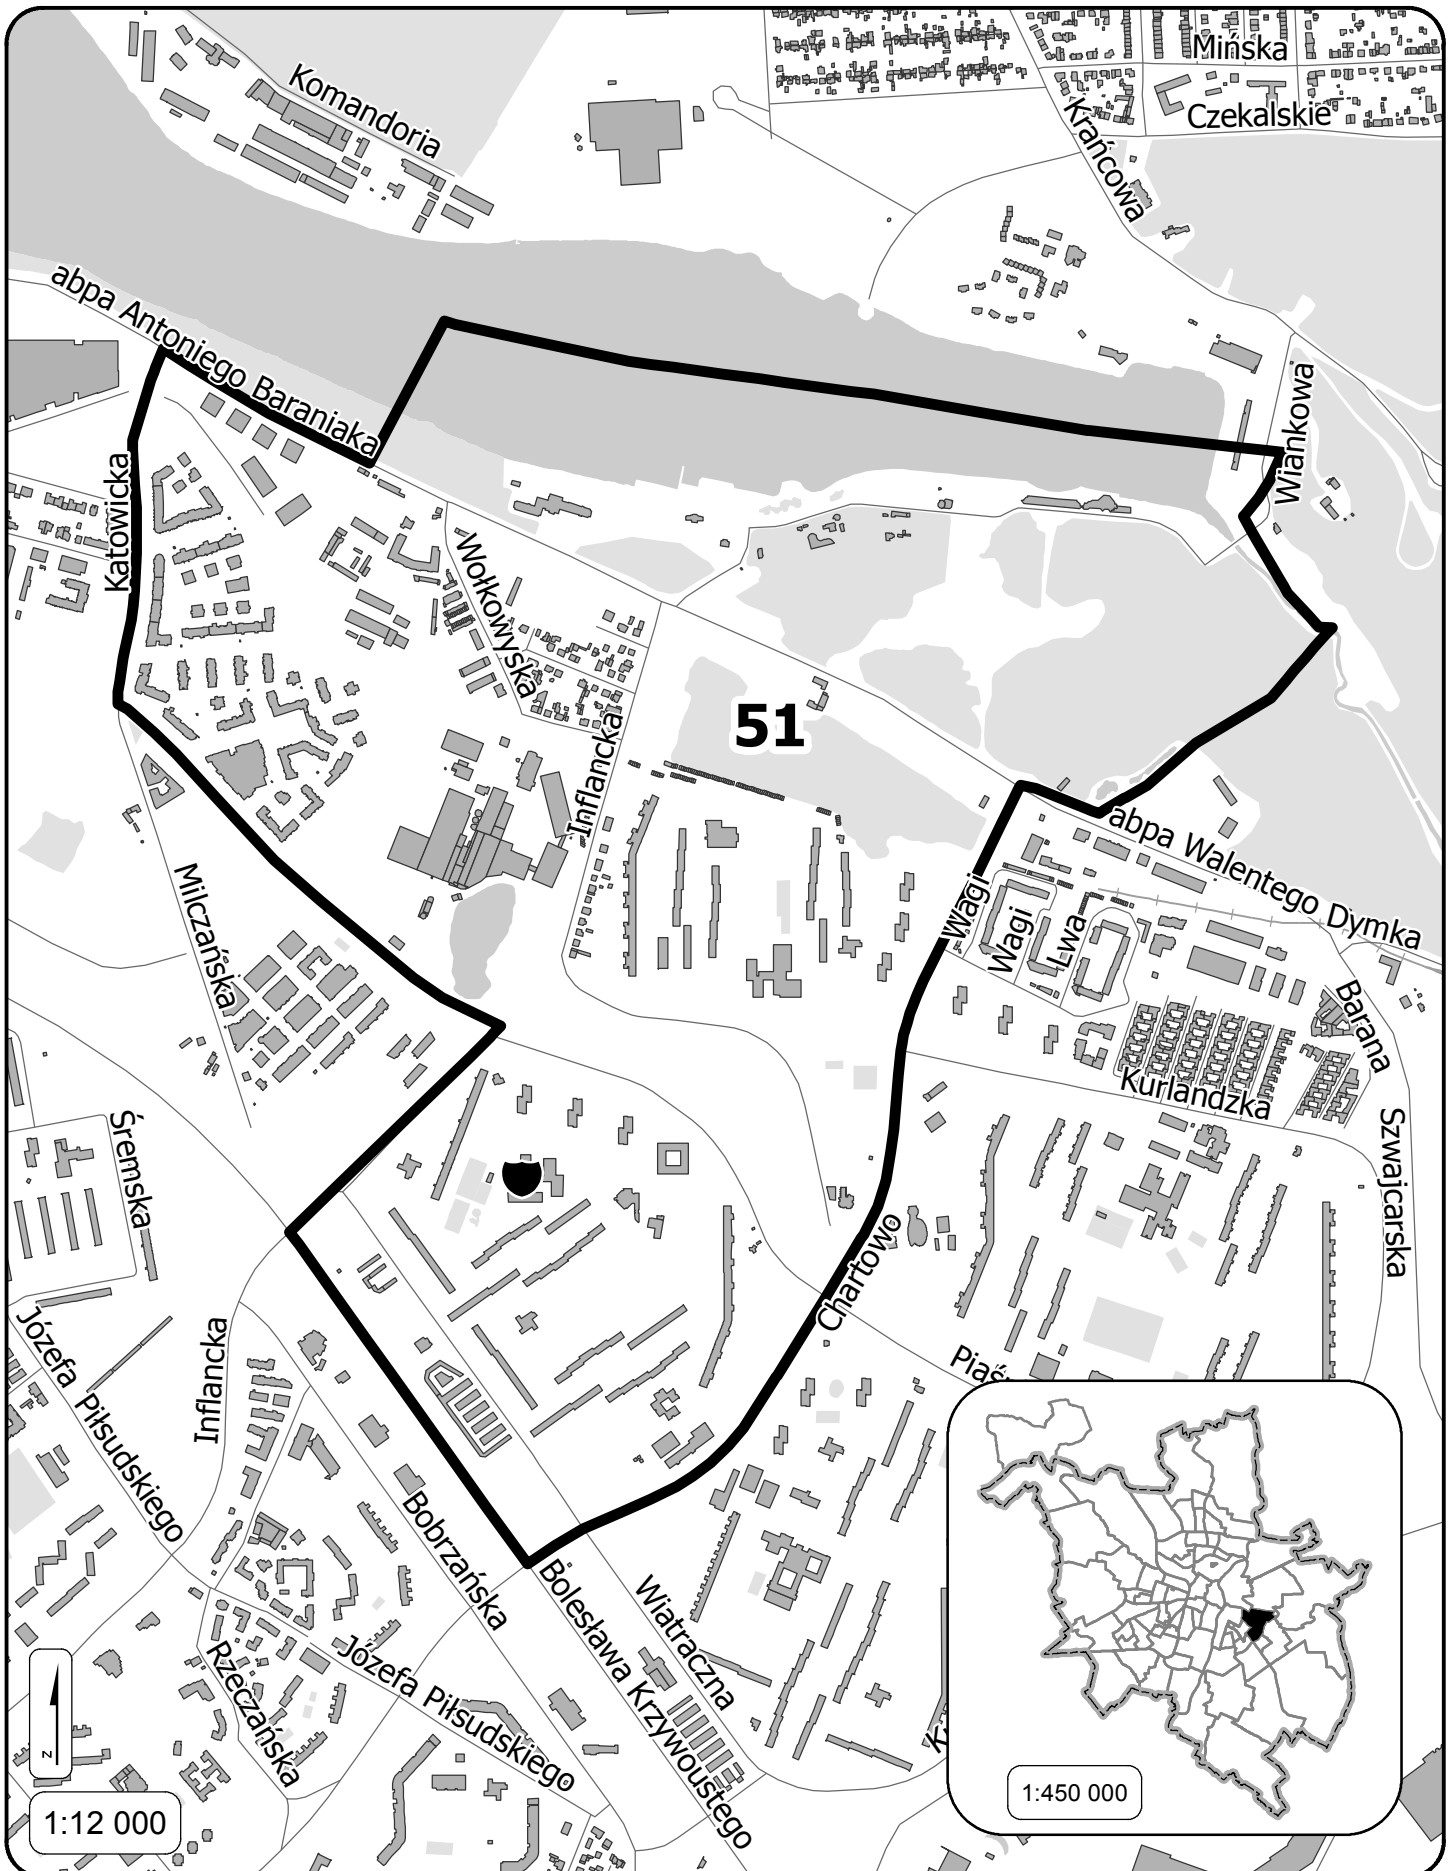 Mińska
Komandoria
Czekalskie
Krańcowa
abpa Antoniego Baraniaka
Wiankowa
Katowicka
Wołkowyska
51
Inflancka
abpa Walentego Dymka
Milczańska
Wagi
Wagi
Lwa
Barana
Kurlandzka
Śremska
Szwajcarska
Chartowo
Józefa Piłsudskiego
Inflancka
Bobrzańska
Bolesława Krzywoustego
Wiatraczna
Rzeczańska
Józefa Piłsudskiego
z
1:12 000
1:450 000